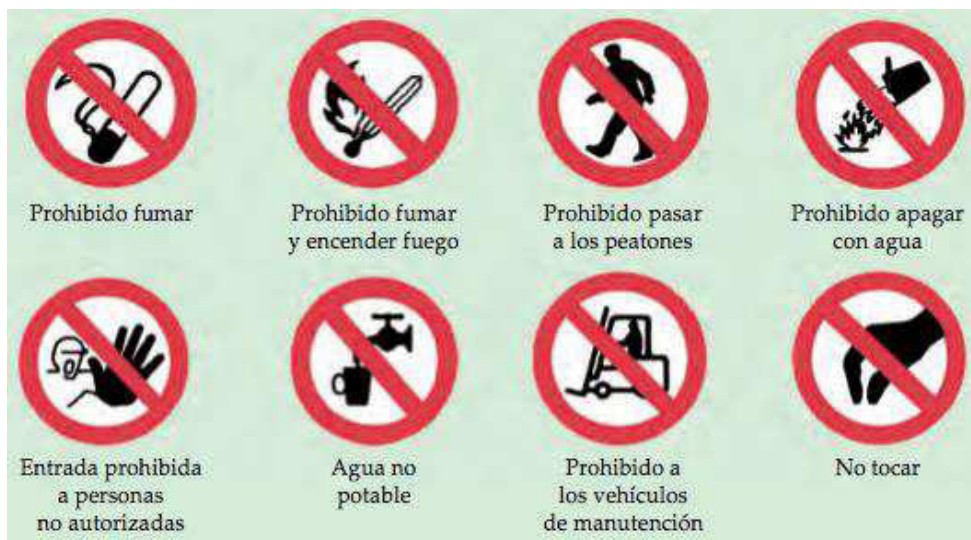 Prohibido fumar
Prohibido fumar
y encender fuego
Prohibido pasar
a los peatones
Prohibido apagar
con agua
Entrada prohibida
a personas
no autorizadas
Agua no
potable
Prohibido a
los vehículos
de manutención
No tocar